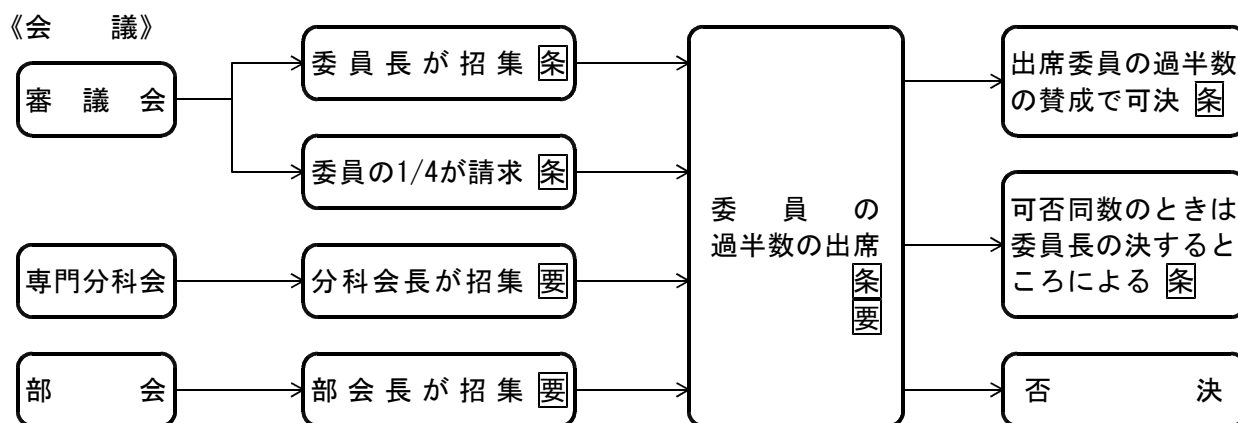 《会　　議》
審　議　会
委員長が招集 条
委員の1/4が請求 条
専門分科会
分科会長が招集 要
部　　　会
部会長が招集 要
委　員　の
過半数の出席
条
要
出席委員の過半数
の賛成で可決 条
可否同数のときは
委員長の決すると
ころによる 条
否　　　決